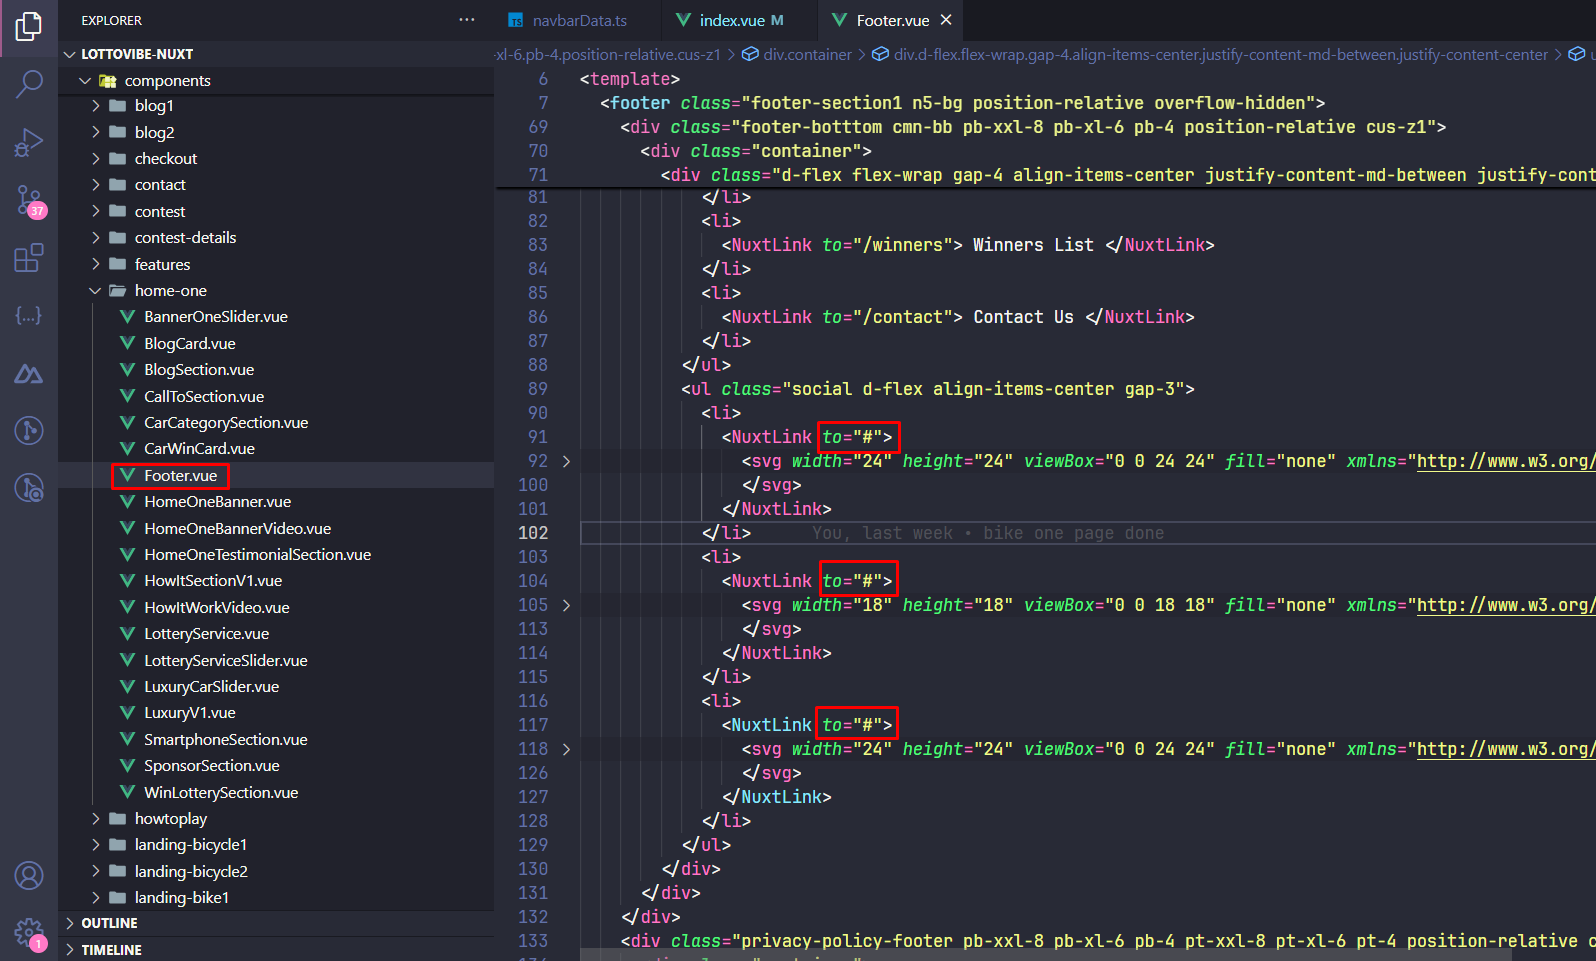 EXPLORER
LOTTOVIBE-NUXT
components
blog1
blog2
checkout
contact
contest
contest-details
features
home-one
BannerOneSlider.vue
BlogCard.vue
BlogSection.vue
CallToSection.vue
CarCategorySection.vue
CarWinCard.vue
Footer.vue
HomeOneBanner.vue
HomeOneBannerVideo.vue
HomeOneTestimonialSection.vue
HowItSectionV1.vue
HowItWorkVideo.vue
LotteryService.vue
LotteryServiceSlider.vue
LuxuryCarSlider.vue
LuxuryV1.vue
SmartphoneSection.vue
SponsorSection.vue
WinLotterySection.vue
howtoplay
landing-bicycle1
landing-bicycle2
landing-bike1
OUTLINE
TIMELINE
37
1
TS navbarData.ts
index.vue M
Footer.vue
-xl-6.pb-4.position-relative.cus-z1 > div.container > div.d-flex.flex-wrap.gap-4.align-items-center.justify-content-md-between.justify-content-center >
6 <template>
7 <footer class="footer-section1 n5-bg position-relative overflow-hidden">
69 <div class="footer-botttom cmn-bb pb-xxl-8 pb-xl-6 pb-4 position-relative cus-z1">
70 <div class="container">
71 <div class="d-flex flex-wrap gap-4 align-items-center justify-content-md-between justify-cont
81 </li>
82 <li>
83 <NuxtLink to="/winners"> Winners List </NuxtLink>
84 </li>
85 <li>
86 <NuxtLink to="/contact"> Contact Us </NuxtLink>
87 </li>
88 </ul>
89 <ul class="social d-flex align-items-center gap-3">
90 <li>
91 <NuxtLink to="#">
92 <svg width="24" height="24" viewBox="0 0 24 24" fill="none" xmlns="http://www.w3.org/
100 </svg>
101 </NuxtLink>
102 </li> You, last week • bike one page done
103 <li>
104 <NuxtLink to="#">
105 <svg width="18" height="18" viewBox="0 0 18 18" fill="none" xmlns="http://www.w3.org/
113 </svg>
114 </NuxtLink>
115 </li>
116 <li>
117 <NuxtLink to="#">
118 <svg width="24" height="24" viewBox="0 0 24 24" fill="none" xmlns="http://www.w3.org/
126 </svg>
127 </NuxtLink>
128 </li>
129 </ul>
130 </div>
131 </div>
132 </div>
133 <div class="privacy-policy-footer pb-xxl-8 pb-xl-6 pb-4 pt-xxl-8 pt-xl-6 pt-4 position-relative c